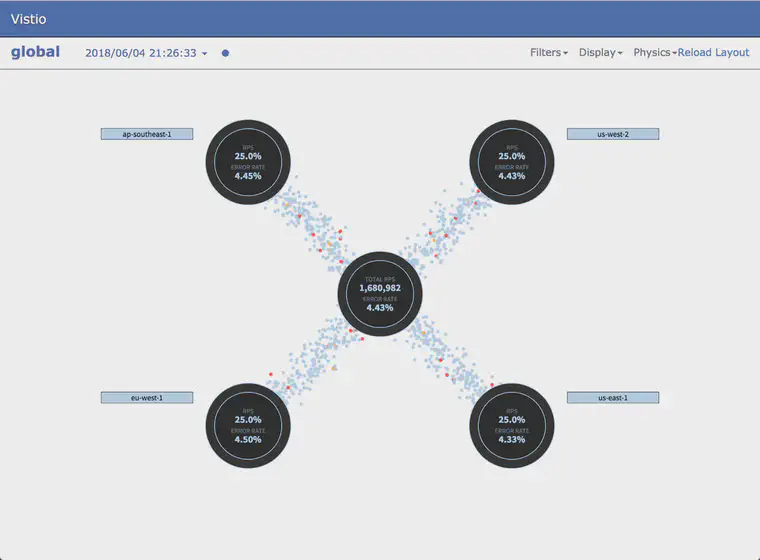 Vistio
global 2018/06/04 21:26:33 Filters Display Physics Reload Layout
ap-southeast-1
RPS
25.0%
ERROR RATE
4.45%
us-west-2
RPS
25.0%
ERROR RATE
4.43%
TOTAL RPS
1,680,982
ERROR RATE
4.43%
eu-west-1
RPS
25.0%
ERROR RATE
4.50%
us-east-1
RPS
25.0%
ERROR RATE
4.33%